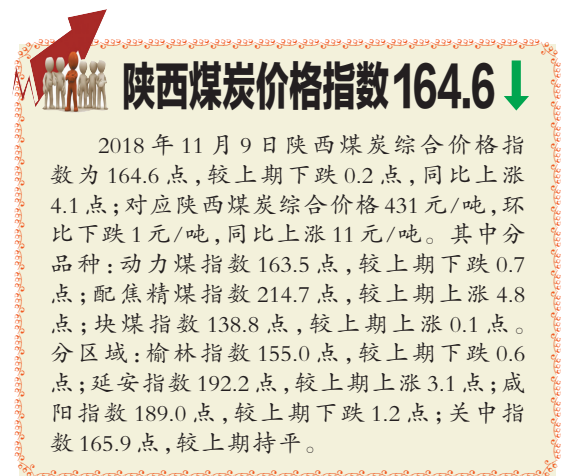 陕西煤炭价格指数164.6↓
2018年11月9日陕西煤炭综合价格指
数为164.6点,较上期下跌0.2点,同比上涨
4.1点;对应陕西煤炭综合价格431元/吨,环
比下跌1元/吨,同比上涨11元/吨。其中分
品种:动力煤指数163.5点,较上期下跌0.7
点;配焦精煤指数214.7点,较上期上涨4.8
点;块煤指数138.8点,较上期上涨0.1点。
分区域:榆林指数155.0点,较上期下跌0.6
点;延安指数192.2点,较上期上涨3.1点;咸
阳指数189.0点,较上期下跌1.2点;关中指
数165.9点,较上期持平。